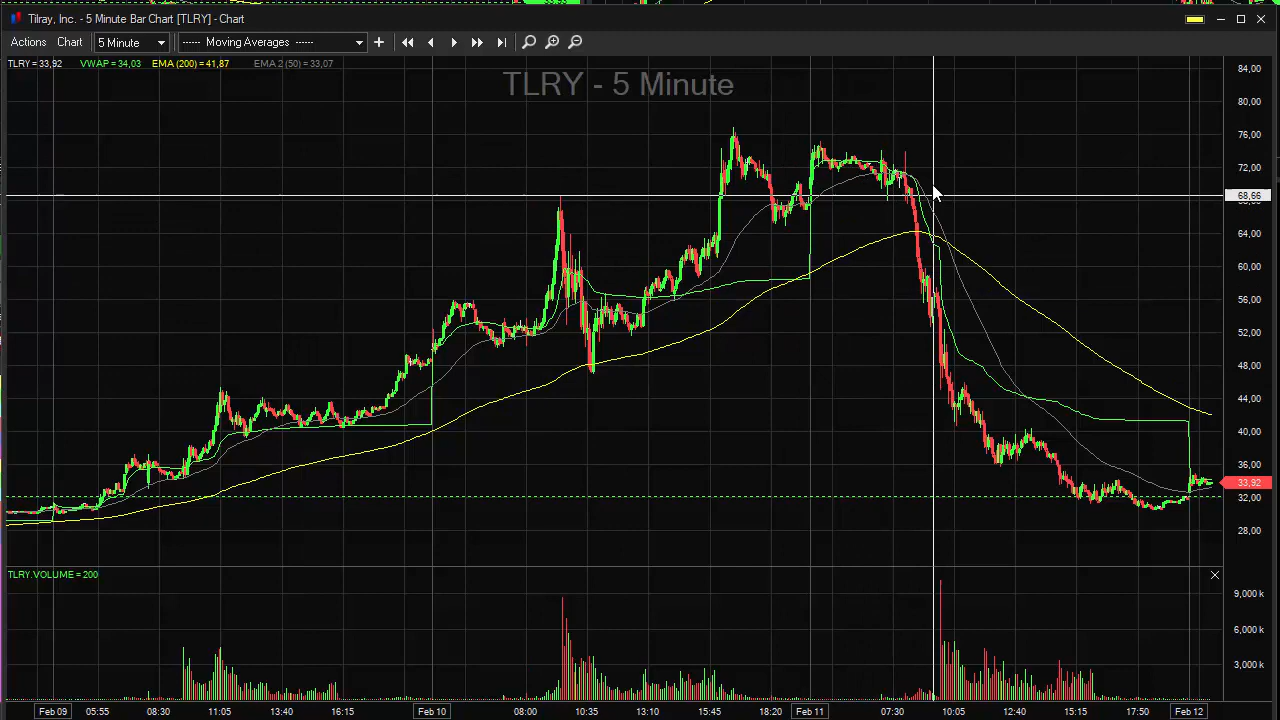 Tilray, Inc. - 5 Minute Bar Chart [TLRY] - Chart
Actions Chart 5 Minute ----- Moving Averages -----
TLRY = 33,92 VWAP = 34,03 EMA (200) = 41,87 EMA 2 (50) = 33,07
TLRY - 5 Minute
84,00
80,00
76,00
72,00
68,66
64,00
60,00
56,00
52,00
48,00
44,00
40,00
36,00
33,92
32,00
28,00
TLRY.VOLUME = 200
9,000 k
6,000 k
3,000 k
Feb 09 05:55 08:30 11:05 13:40 16:15 Feb 10 08:00 10:35 13:10 15:45 18:20 Feb 11 07:30 10:05 12:40 15:15 17:50 Feb 12